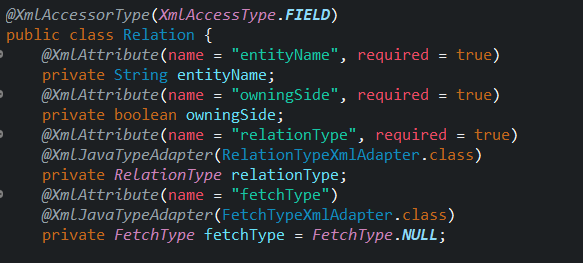 @XmlAccessorType(XmlAccessType.FIELD)
public class Relation {
@XmlAttribute(name = "entityName", required = true)
private String entityName;
@XmlAttribute(name = "owningSide", required = true)
private boolean owningSide;
@XmlAttribute(name = "relationType", required = true)
@XmlJavaTypeAdapter(RelationTypeXmlAdapter.class)
private RelationType relationType;
@XmlAttribute(name = "fetchType")
@XmlJavaTypeAdapter(FetchTypeXmlAdapter.class)
private FetchType fetchType = FetchType.NULL;